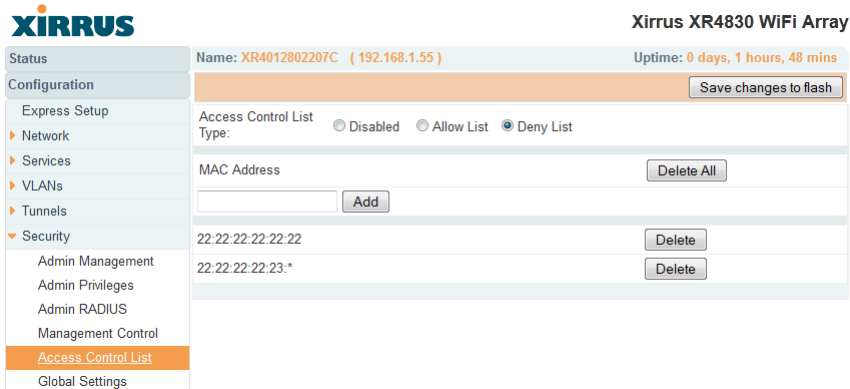 XIRRUS
Xirrus XR4830 WiFi Array
Status
Name: XR4012802207C ( 192.168.1.55 )
Uptime: 0 days, 1 hours, 48 mins
Configuration
Save changes to flash
Express Setup
Network
Services
VLANs
Tunnels
Security
Admin Management
Admin Privileges
Admin RADIUS
Management Control
Access Control List
Global Settings
Access Control List
Type:
Disabled Allow List Deny List
MAC Address Delete All
Add
22:22:22:22:22:22 Delete
22:22:22:22:23:* Delete